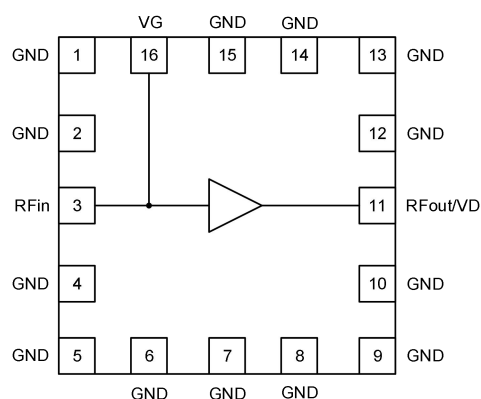 VG GND GND
GND 1 16 15 14 13 GND
GND 2 12 GND
RFin 3 11 RFout/VD
GND 4 10 GND
GND 5 6 7 8 9 GND
GND GND GND